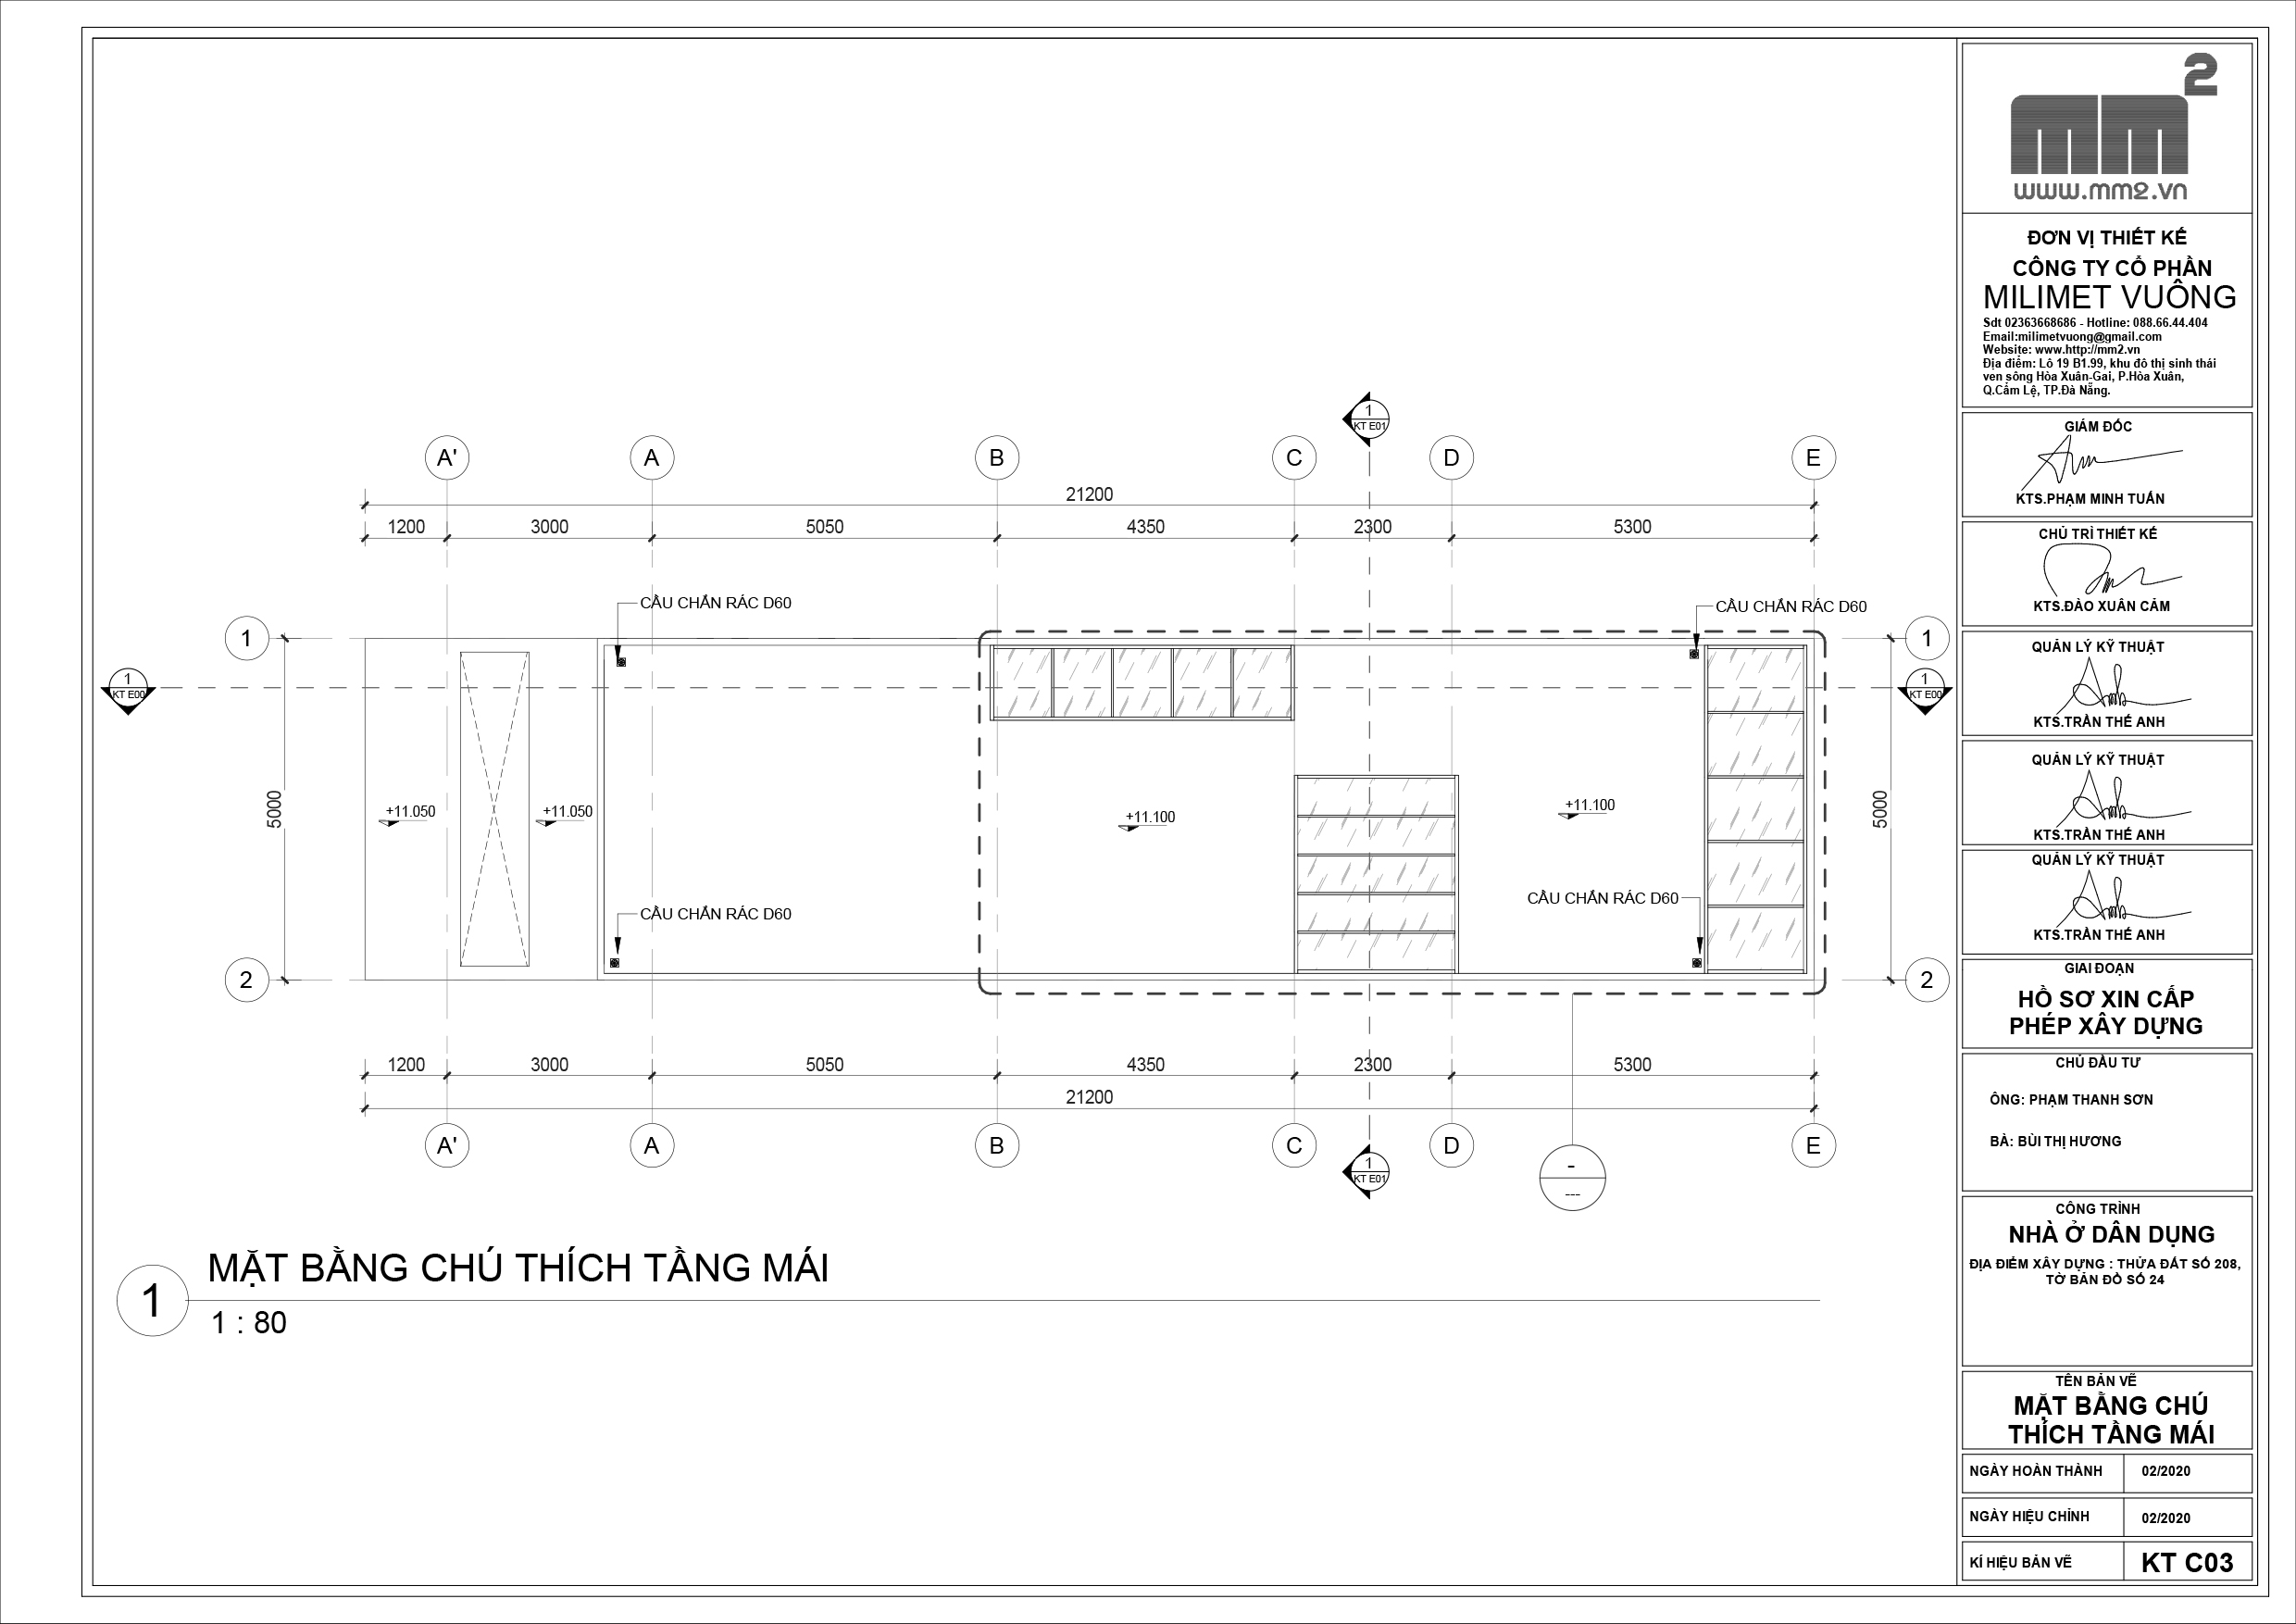 mm2
www.mm2.vn
ĐƠN VỊ THIẾT KẾ
CÔNG TY CỔ PHẦN
MILIMET VUÔNG
Sdt 02363668686 - Hotline: 088.66.44.404
Email:milimetvuong@gmail.com
Website: www.http://mm2.vn
Địa điểm: Lô 19 B1.99, khu đô thị sinh thái
ven sông Hòa Xuân-Gai, P.Hòa Xuân,
Q.Cẩm Lệ, TP.Đà Nẵng.
GIÁM ĐỐC
KTS.PHẠM MINH TUẤN
CHỦ TRÌ THIẾT KẾ
KTS.ĐÀO XUÂN CẢM
QUẢN LÝ KỸ THUẬT
KTS.TRẦN THẾ ANH
QUẢN LÝ KỸ THUẬT
KTS.TRẦN THẾ ANH
QUẢN LÝ KỸ THUẬT
KTS.TRẦN THẾ ANH
GIAI ĐOẠN
HỒ SƠ XIN CẤP
PHÉP XÂY DỰNG
CHỦ ĐẦU TƯ
ÔNG: PHẠM THANH SƠN
BÀ: BÙI THỊ HƯƠNG
CÔNG TRÌNH
NHÀ Ở DÂN DỤNG
ĐỊA ĐIỂM XÂY DỰNG : THỬA ĐẤT SỐ 208,
TỜ BẢN ĐỒ SỐ 24
TÊN BẢN VẼ
MẶT BẰNG CHÚ
THÍCH TẦNG MÁI
NGÀY HOÀN THÀNH 02/2020
NGÀY HIỆU CHỈNH 02/2020
KÍ HIỆU BẢN VẼ KT C03
1
KT E01
A' A B C D E
21200
1200 3000 5050 4350 2300 5300
CẦU CHẮN RÁC D60
CẦU CHẮN RÁC D60
1 1
1
KT E00
1
KT E00
5000 5000
+11.050
+11.050
+11.100
+11.100
CẦU CHẮN RÁC D60
CẦU CHẮN RÁC D60
2 2
1200 3000 5050 4350 2300 5300
21200
A' A B C D E
1
KT E01
-
---
1
MẶT BẰNG CHÚ THÍCH TẦNG MÁI
1 : 80